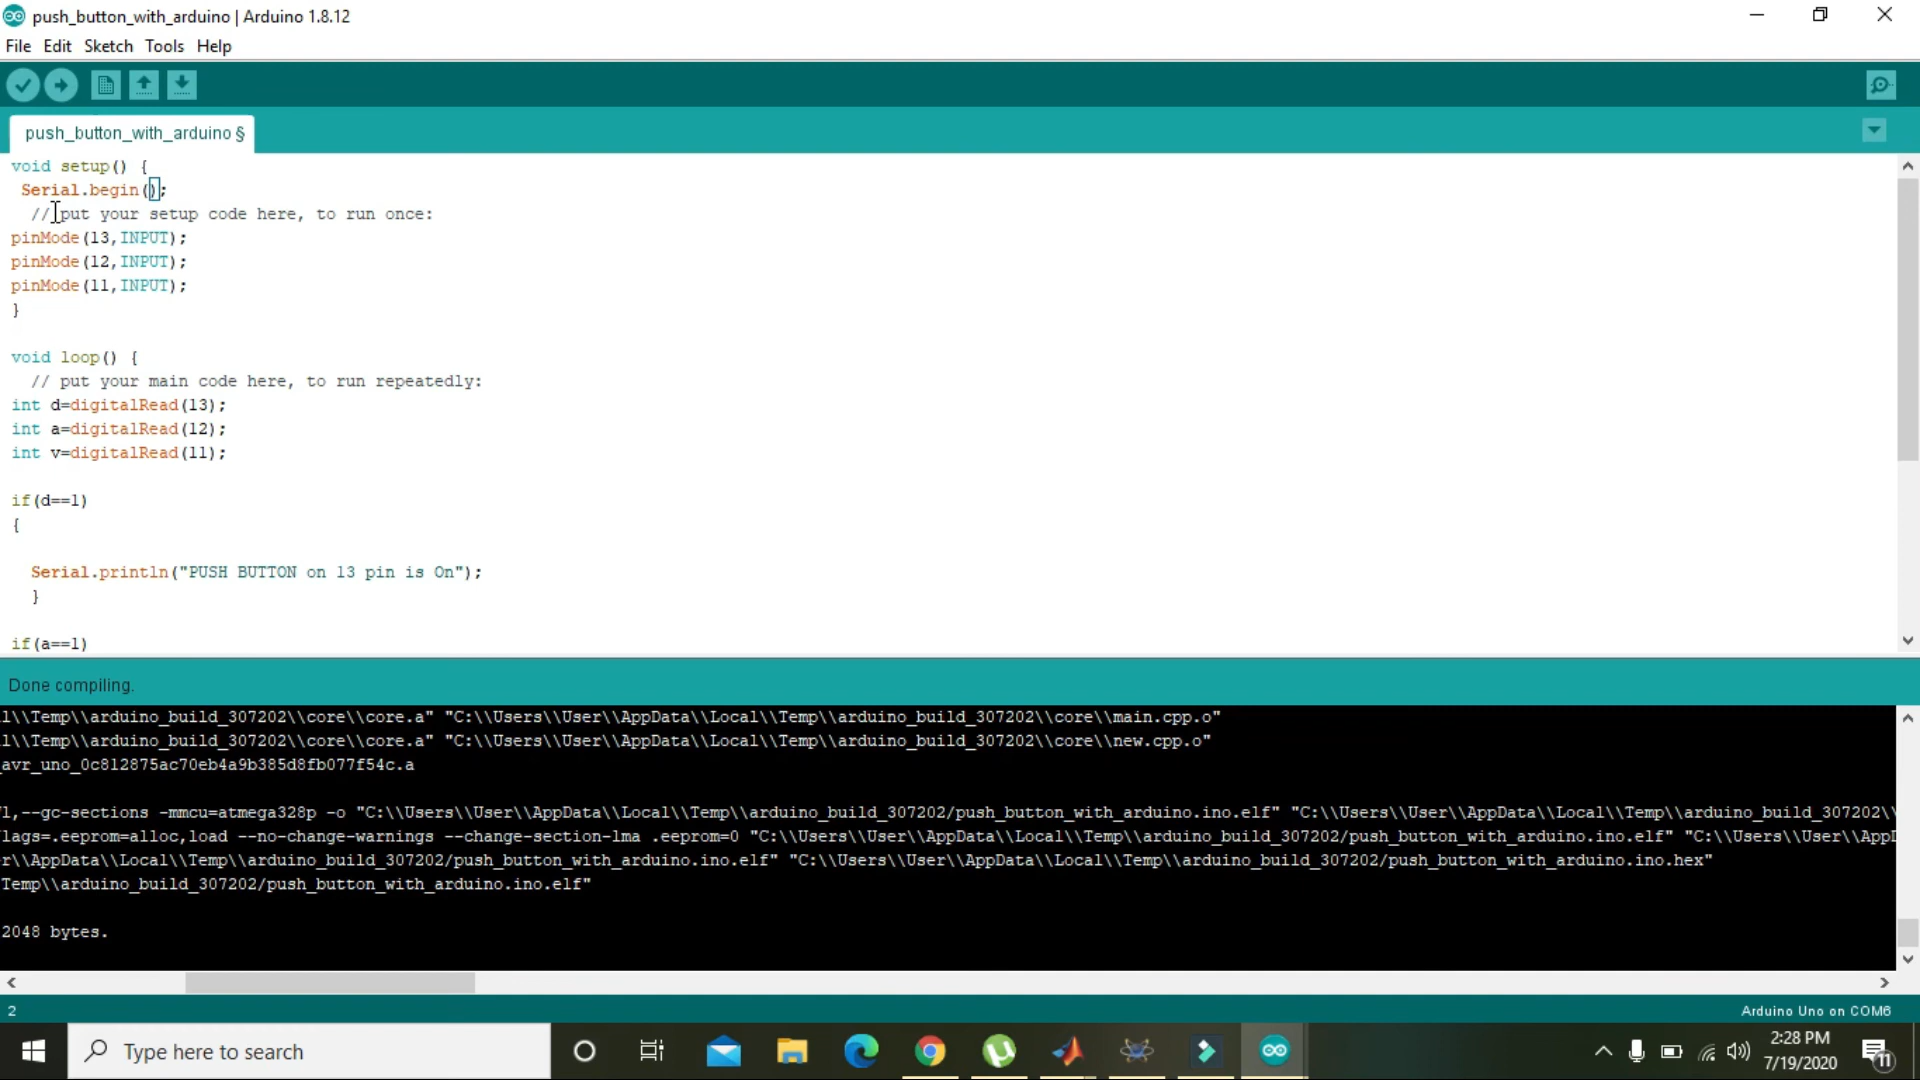 push_button_with_arduino | Arduino 1.8.12
File Edit Sketch Tools Help
push_button_with_arduino §
void setup() {
Serial.begin();
// put your setup code here, to run once:
pinMode(13,INPUT);
pinMode(12,INPUT);
pinMode(11,INPUT);
}
void loop() {
// put your main code here, to run repeatedly:
int d=digitalRead(13);
int a=digitalRead(12);
int v=digitalRead(11);
if(d==1)
{
Serial.println("PUSH BUTTON on 13 pin is On");
}
if(a==1)
Done compiling.
l\\Temp\\arduino_build_307202\\core\\core.a" "C:\\Users\\User\\AppData\\Local\\Temp\\arduino_build_307202\\core\\main.cpp.o"
l\\Temp\\arduino_build_307202\\core\\core.a" "C:\\Users\\User\\AppData\\Local\\Temp\\arduino_build_307202\\core\\new.cpp.o"
_avr_uno_0c812875ac70eb4a9b385d8fb077f54c.a
l,--gc-sections -mmcu=atmega328p -o "C:\\Users\\User\\AppData\\Local\\Temp\\arduino_build_307202/push_button_with_arduino.ino.elf" "C:\\Users\\User\\AppData\\Local\\Temp\\arduino_build_307202\\
lags=.eeprom=alloc,load --no-change-warnings --change-section-lma .eeprom=0 "C:\\Users\\User\\AppData\\Local\\Temp\\arduino_build_307202/push_button_with_arduino.ino.elf" "C:\\Users\\User\\AppD
r\\AppData\\Local\\Temp\\arduino_build_307202/push_button_with_arduino.ino.elf" "C:\\Users\\User\\AppData\\Local\\Temp\\arduino_build_307202/push_button_with_arduino.ino.hex"
Temp\\arduino_build_307202/push_button_with_arduino.ino.elf"
2048 bytes.
2
Arduino Uno on COM6
Type here to search
2:28 PM
7/19/2020
11